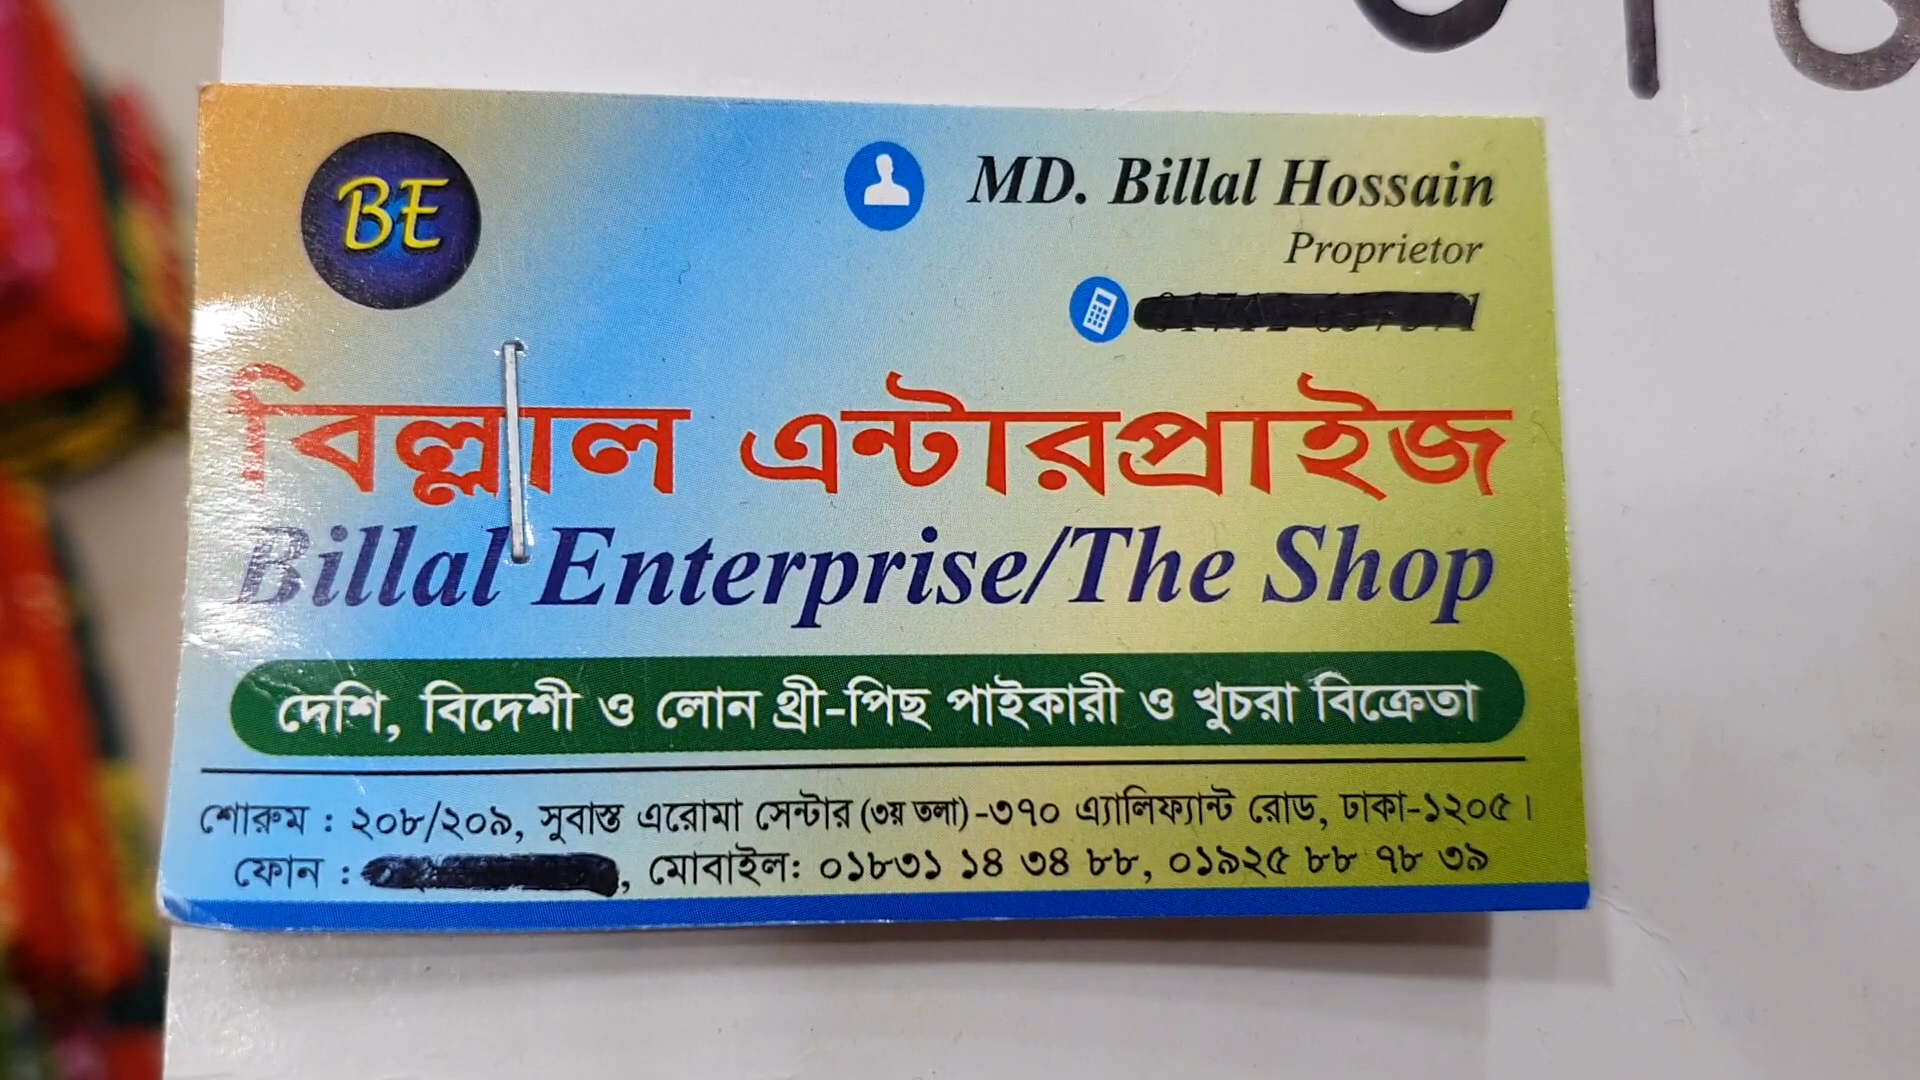 BE
MD. Billal Hossain
Proprietor
বিল্লাল এন্টারপ্রাইজ
Billal Enterprise/The Shop
দেশি, বিদেশী ও লোন থ্রী-পিছ পাইকারী ও খুচরা বিক্রেতা
শোরুম : ২০৮/২০৯, সুবাস্তু এরোমা সেন্টার (৩য় তলা)-৩৭০ এ্যালিফ্যান্ট রোড, ঢাকা-১২০৫।
ফোন : , মোবাইল: ০১৮৩১ ১৪ ৩৪ ৮৮, ০১৯২৫ ৮৮ ৭৮ ৩৯